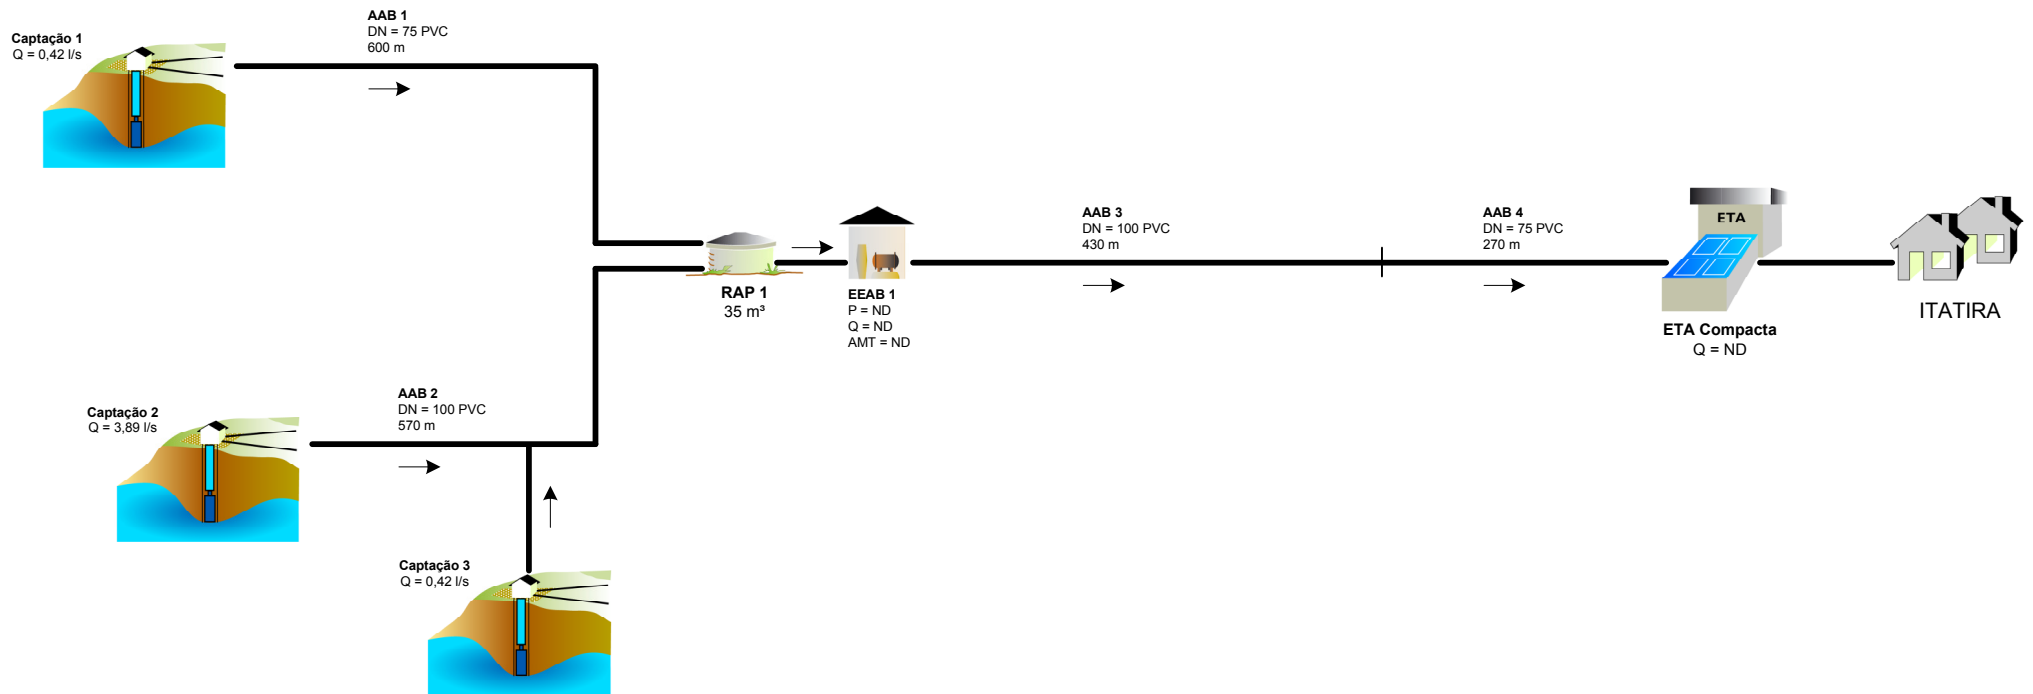 AAB 1
DN = 75 PVC
600 m
Captação 1
Q = 0,42 l/s
AAB 3
DN = 100 PVC
430 m
AAB 4
DN = 75 PVC
270 m
ETA
RAP 1
35 m³
EEAB 1
P = ND
Q = ND
AMT = ND
ETA Compacta
Q = ND
ITATIRA
AAB 2
DN = 100 PVC
570 m
Captação 2
Q = 3,89 l/s
Captação 3
Q = 0,42 l/s